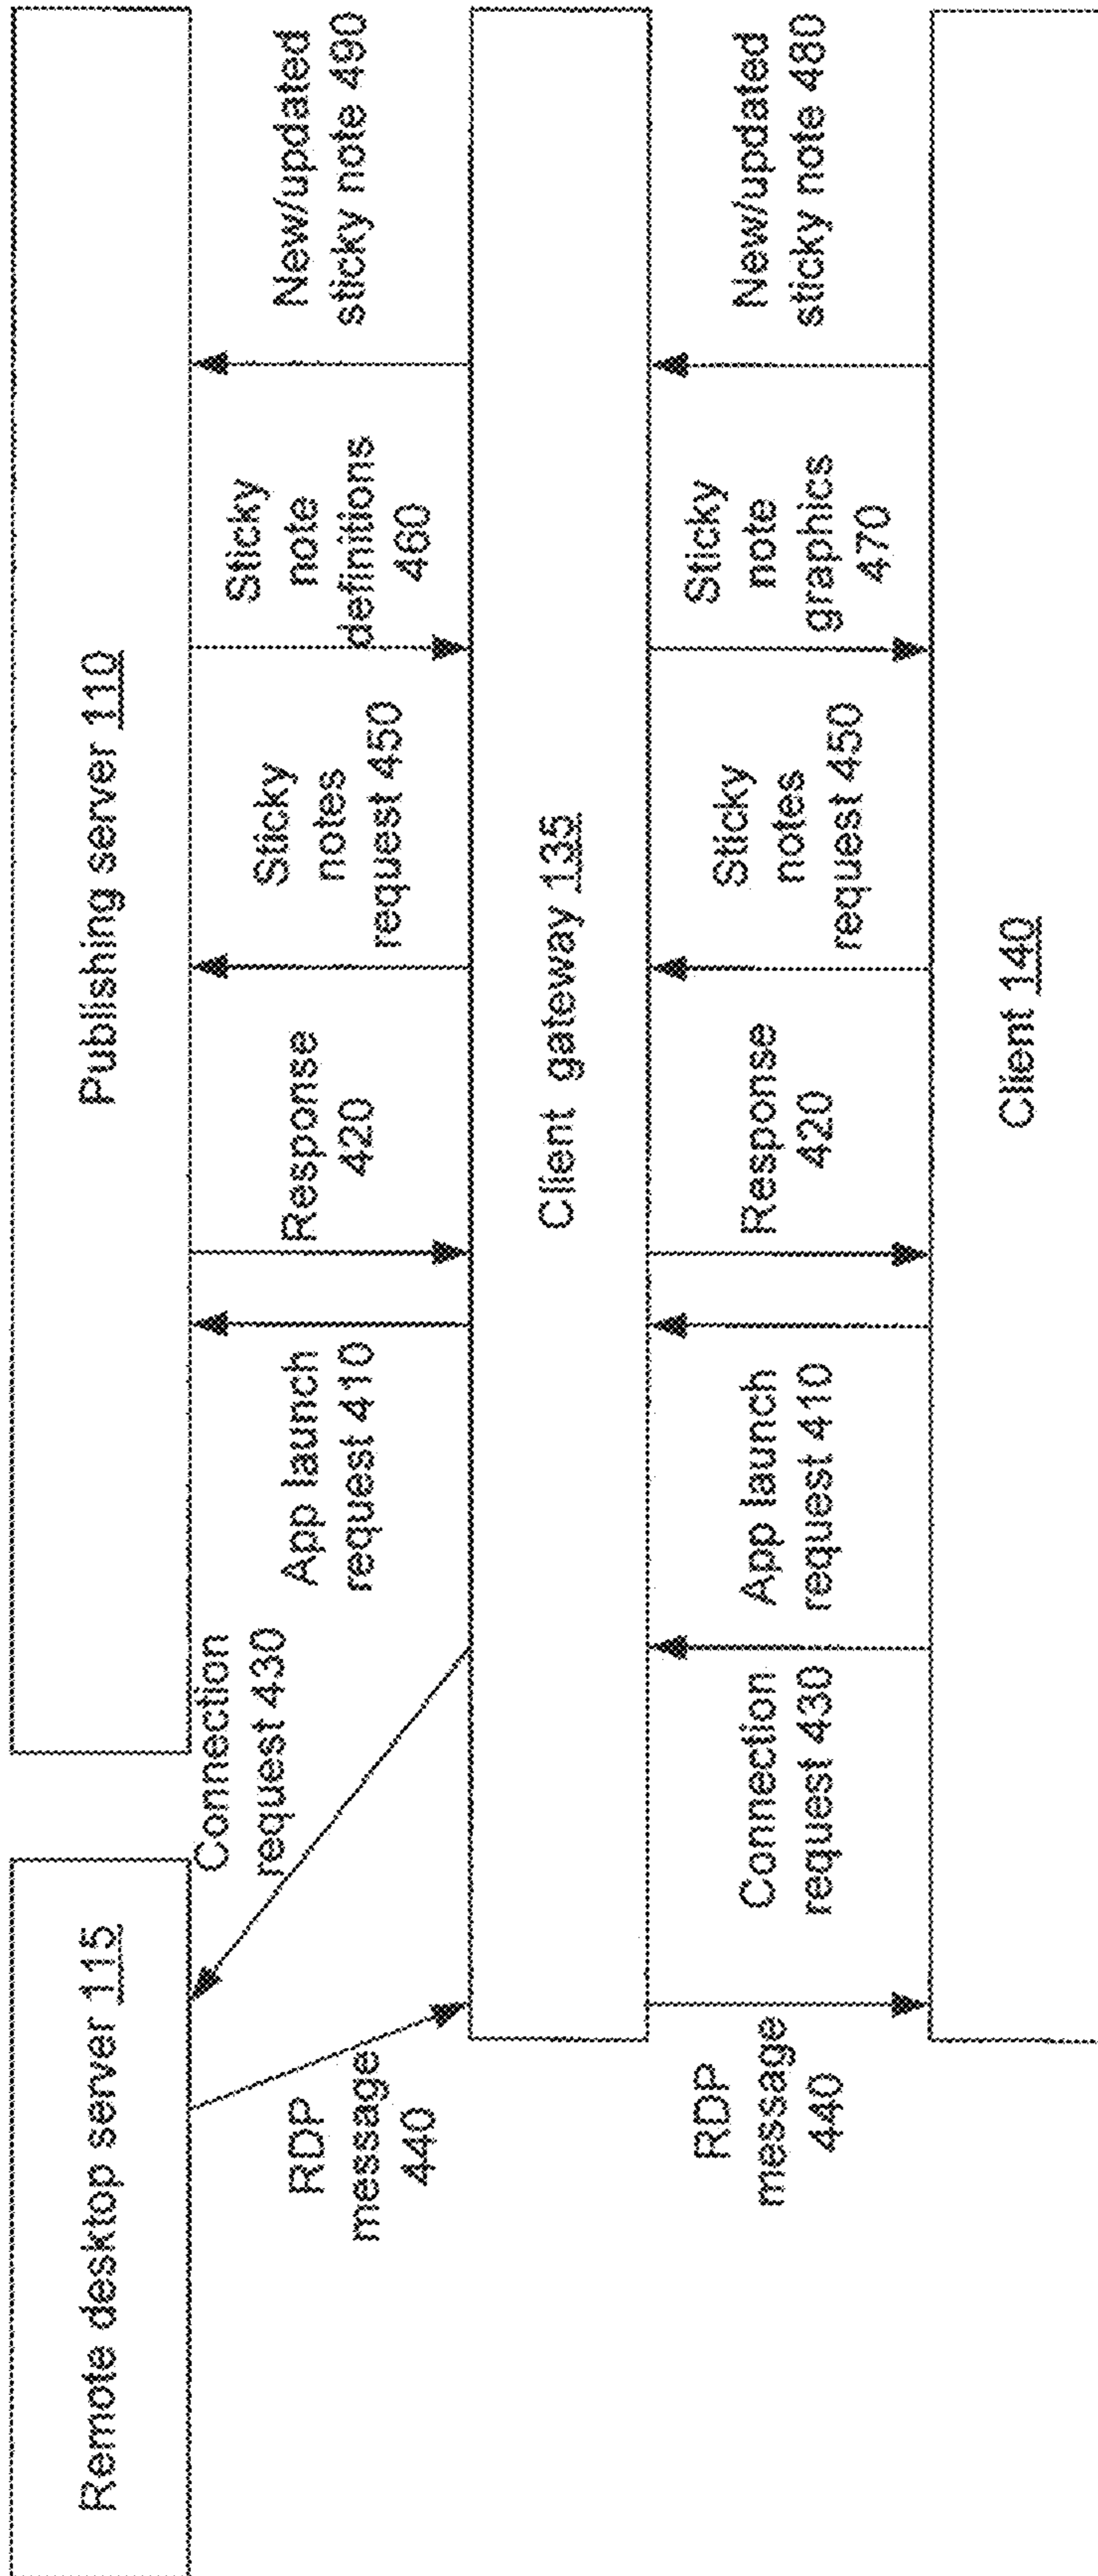 Remote desktop server 115
Publishing server 110
RDP
message
440
Connection
request 430
App launch
request 410
Response
420
Sticky
notes
request 450
Sticky
note
definitions
460
New/updated
sticky note 490
Client gateway 135
RDP
message
440
Connection
request 430
App launch
request 410
Response
420
Sticky
notes
request 450
Sticky
note
graphics
470
New/updated
sticky note 480
Client 140